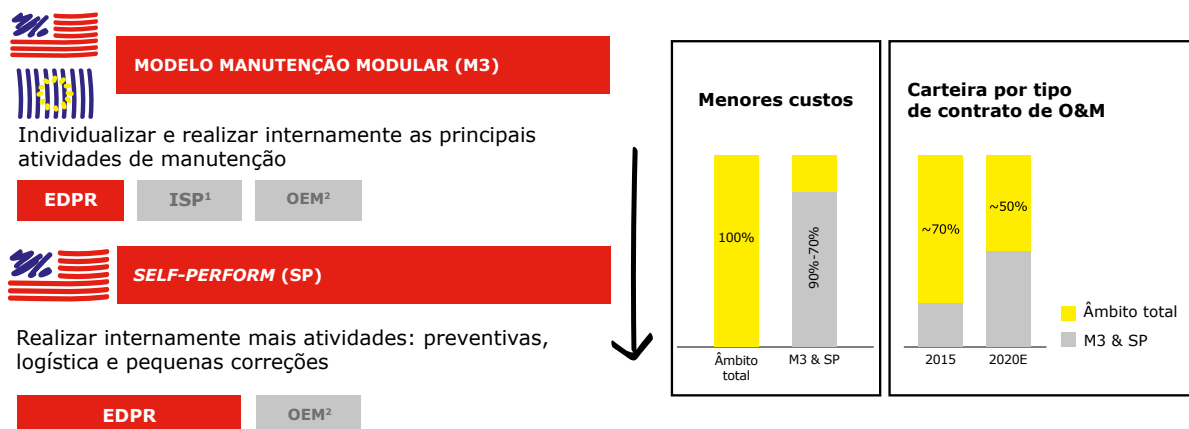 MODELO MANUTENÇÃO MODULAR (M3)
Individualizar e realizar internamente as principais
atividades de manutenção
EDPR
ISP¹
OEM²
SELF-PERFORM (SP)
Realizar internamente mais atividades: preventivas,
logística e pequenas correções
EDPR
OEM²
Menores custos
100%
90%-70%
Âmbito
total
M3 & SP
Carteira por tipo
de contrato de O&M
~70%
~50%
2015
2020E
Âmbito total
M3 & SP